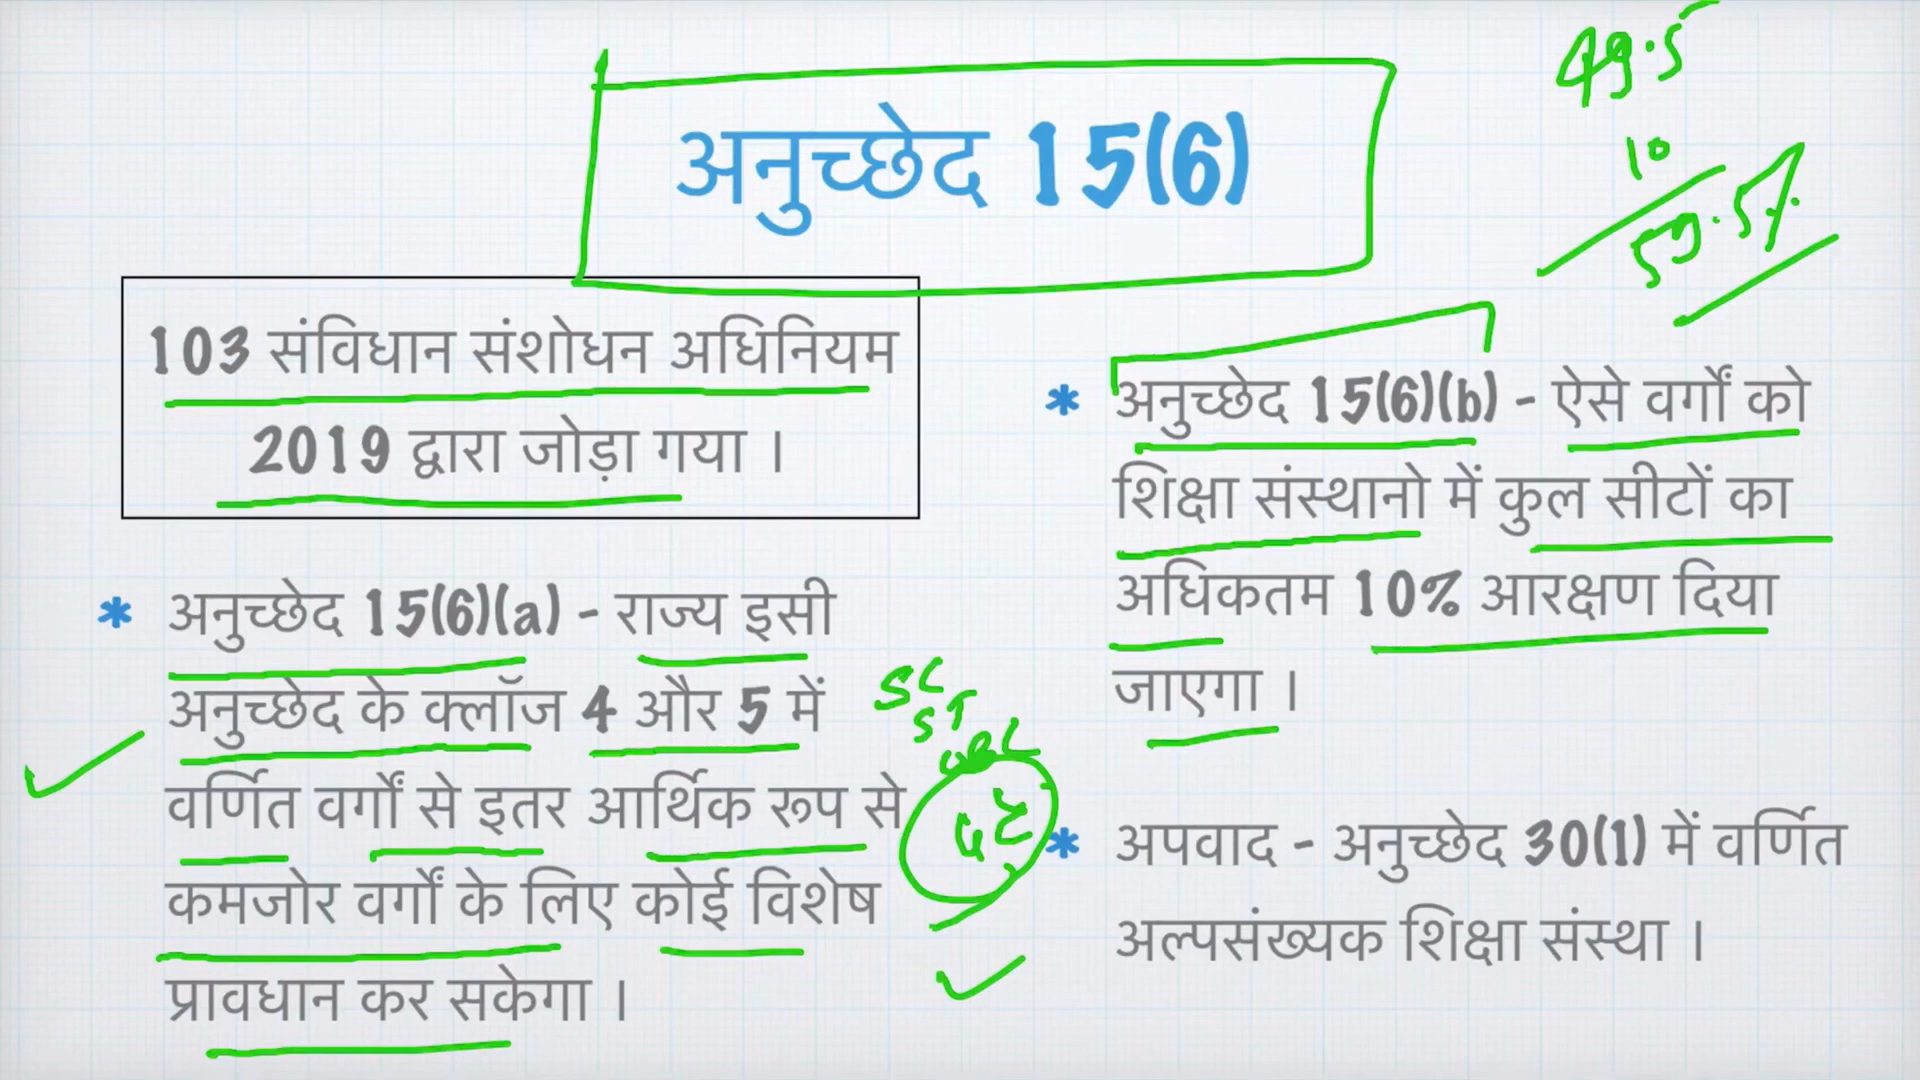 अनुच्छेद 15(6)
49.5
10
59.5%
103 संविधान संशोधन अधिनियम
2019 द्वारा जोड़ा गया ।
* अनुच्छेद 15(6)(a) - राज्य इसी
अनुच्छेद के क्लॉज 4 और 5 में
वर्णित वर्गों से इतर आर्थिक रूप से
कमजोर वर्गों के लिए कोई विशेष
प्रावधान कर सकेगा ।
SC
ST
OBC
* अनुच्छेद 15(6)(b) - ऐसे वर्गों को
शिक्षा संस्थानो में कुल सीटों का
अधिकतम 10% आरक्षण दिया
जाएगा ।
* अपवाद - अनुच्छेद 30(1) में वर्णित
अल्पसंख्यक शिक्षा संस्था ।